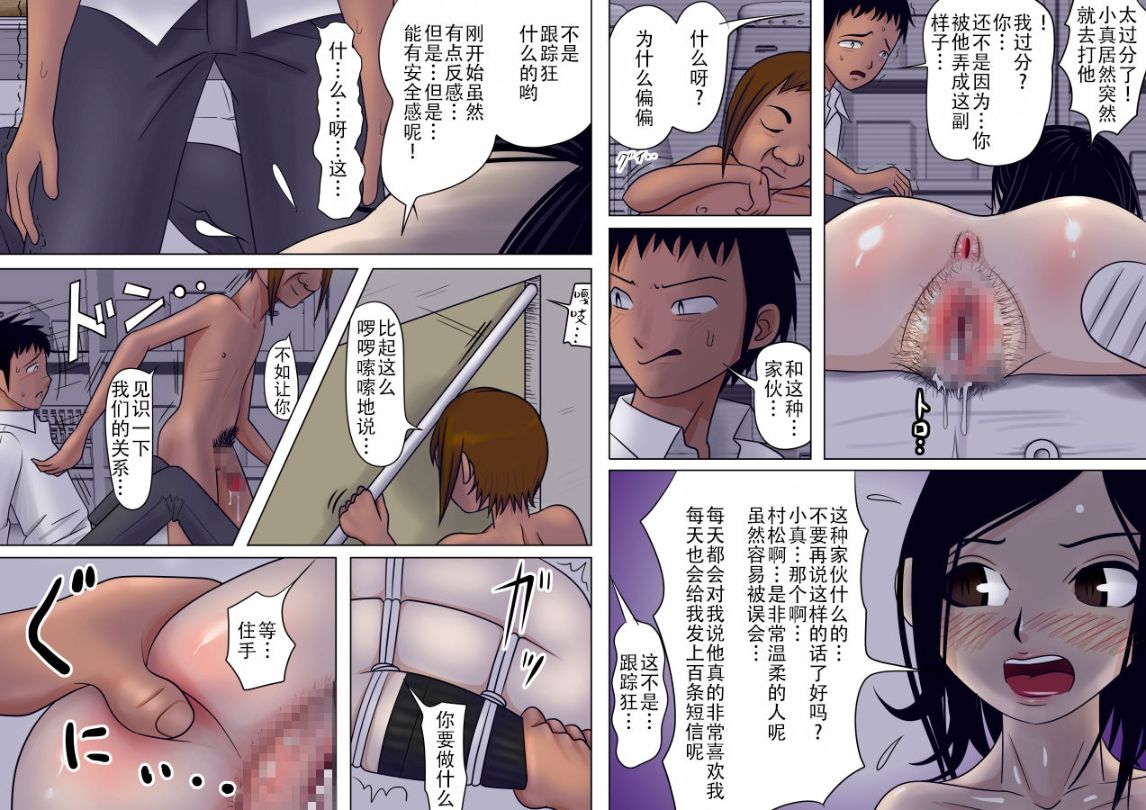 太过分了!
小真居然突然
就去打他
!
我过分?
你…
还不是因为…你
被他弄成这副
样子…
什么呀?
为什么偏偏
グイ…
和这种
家伙…
トロ…
这种家伙什么的…
不要再说这样的话了好吗?
小真…那个啊…
村松啊…是非常温柔的人呢
虽然容易被误会…
每天都会对我说他真的非常喜欢我
每天也会给我发上百条短信呢
这不是…
跟踪狂…
不是
跟踪狂
什么的哟
刚开始虽然
有点反感…
但是…但是…
能有安全感呢!
什…么…呀…这…
嘎吱…
比起这么
啰啰嗦嗦地说…
ドン…
不如让你
见识一下
我们的关系…
ガッ
你要做什么
等…
住手
ぐ
に…